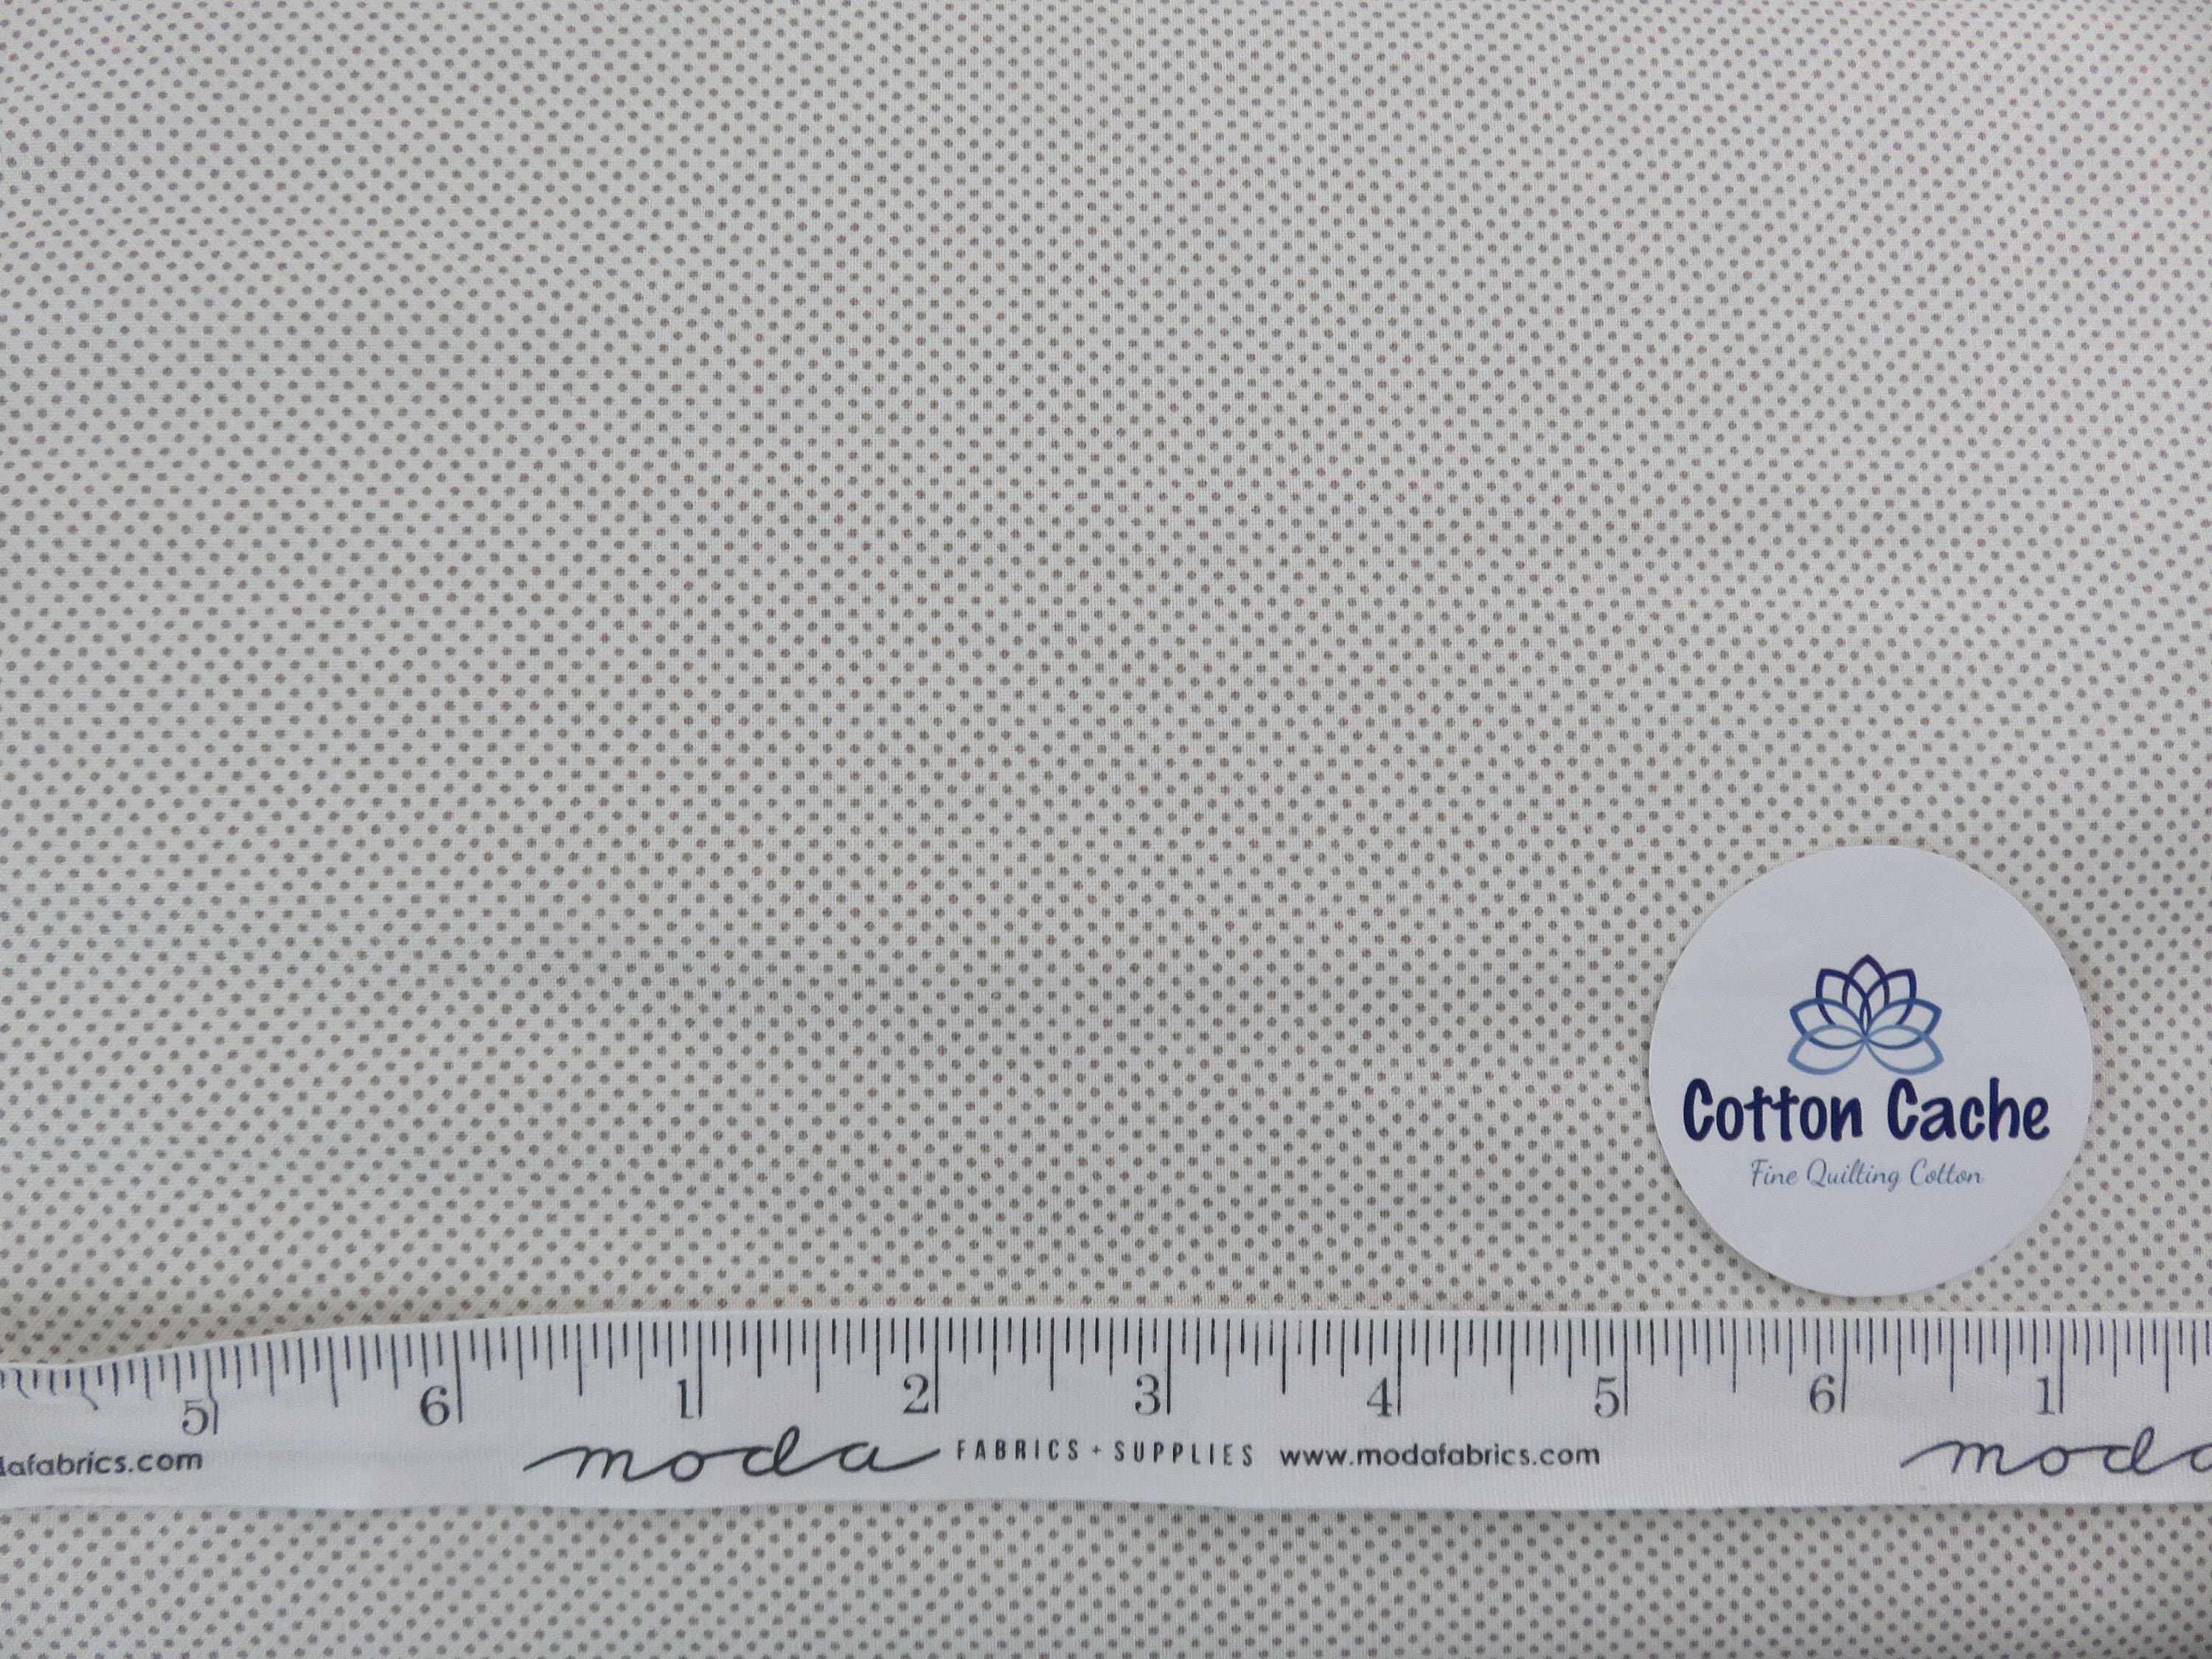 Cotton Cache
Fine Quilting Cotton
5 6 1 2 3 4 5 6 1
dafabrics.com moda FABRICS + SUPPLIES www.modafabrics.com moda